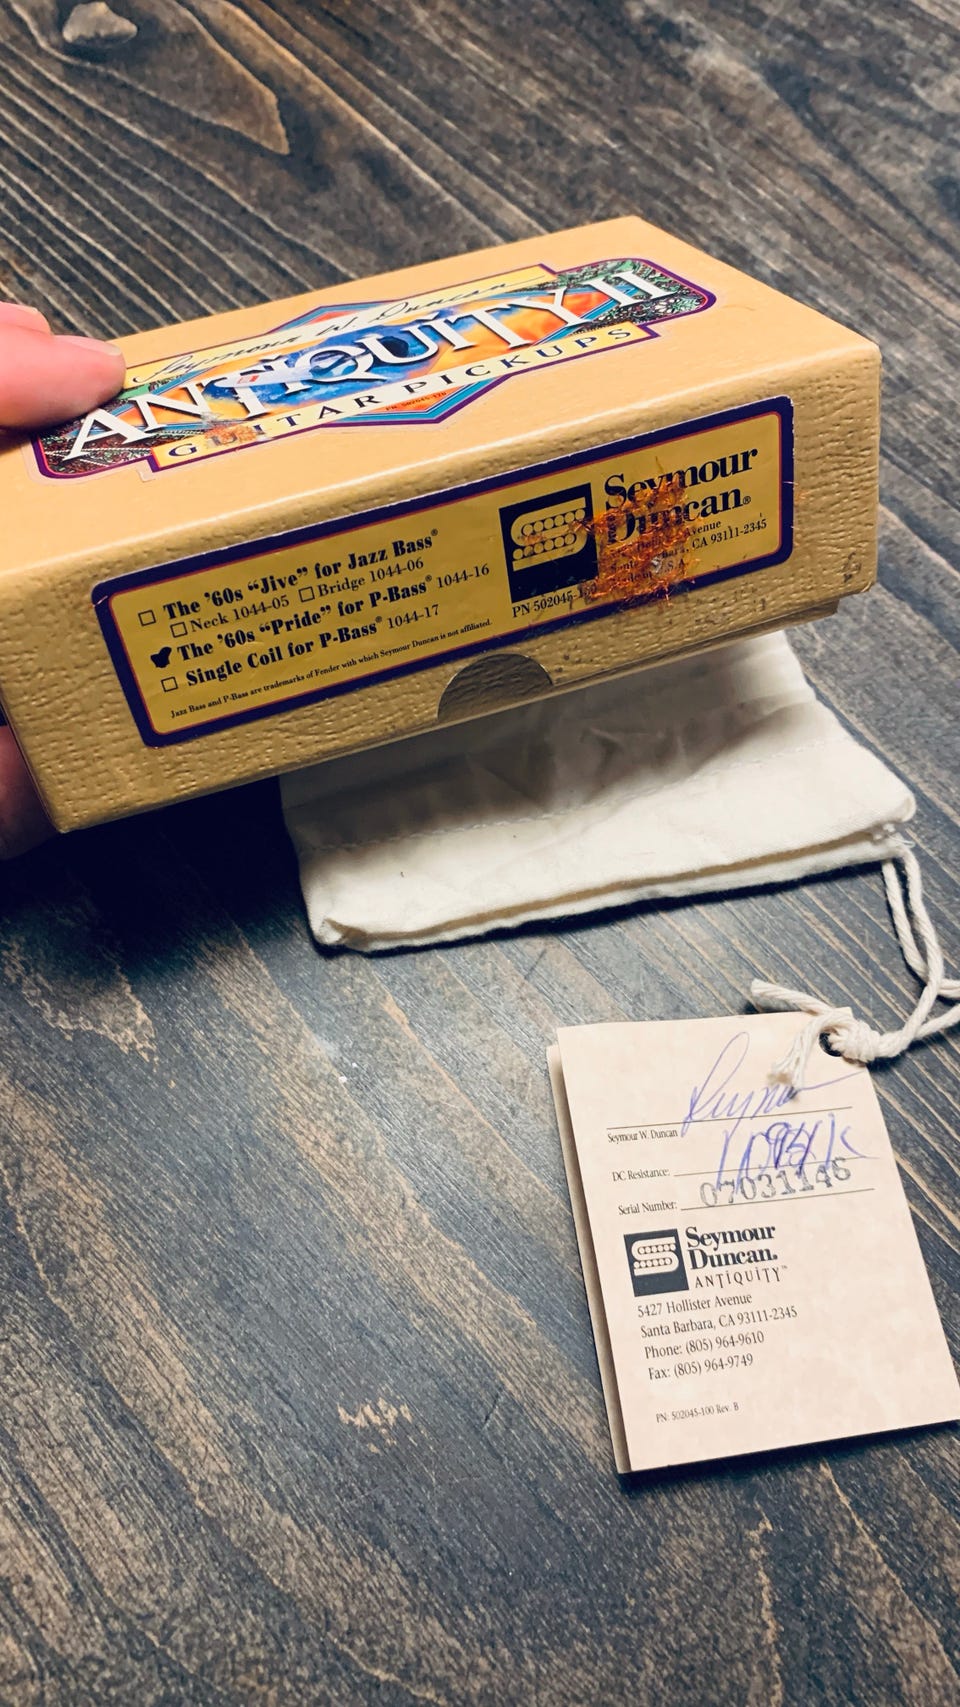 Seymour W. Duncan
ANTIQUITY II
GUITAR PICKUPS
The '60s “Jive” for Jazz Bass®
Neck 1044-05 Bridge 1044-06
The '60s “Pride” for P-Bass® 1044-16
Single Coil for P-Bass® 1044-17
Jazz Bass and P-Bass are trademarks of Fender with which Seymour Duncan is not affiliated.
Seymour
Duncan®
Avenue
CA 93111-2345
PN 502045-
Seymour W. Duncan
DC Resistance:
Serial Number: 07031146
Seymour
Duncan.
ANTIQUITY™
5427 Hollister Avenue
Santa Barbara, CA 93111-2345
Phone: (805) 964-9610
Fax: (805) 964-9749
PN: 502045-100 Rev. B